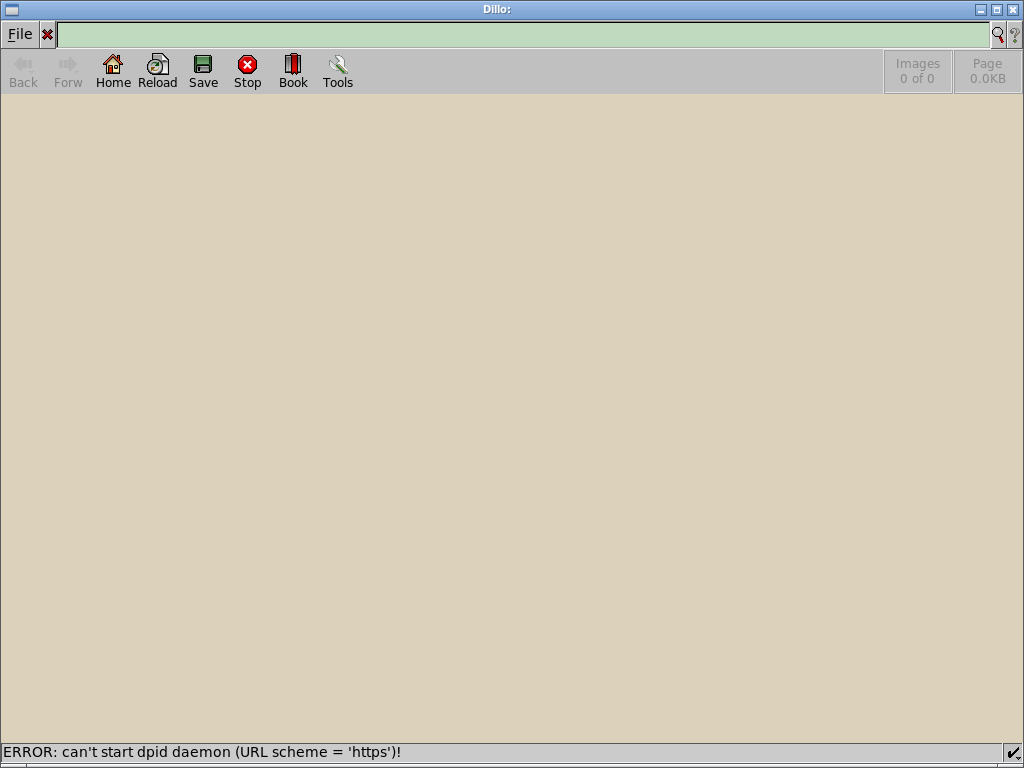 Dillo:
File
?
Back Forw Home Reload Save Stop Book Tools
Images
0 of 0
Page
0.0KB
ERROR: can't start dpid daemon (URL scheme = 'https')!